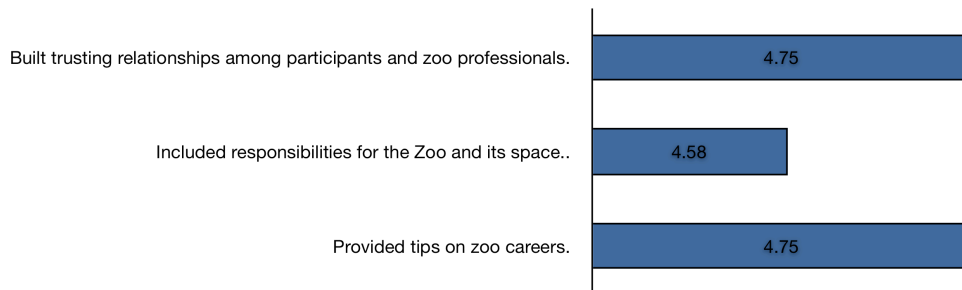 Built trusting relationships among participants and zoo professionals.
4.75
Included responsibilities for the Zoo and its space..
4.58
Provided tips on zoo careers.
4.75